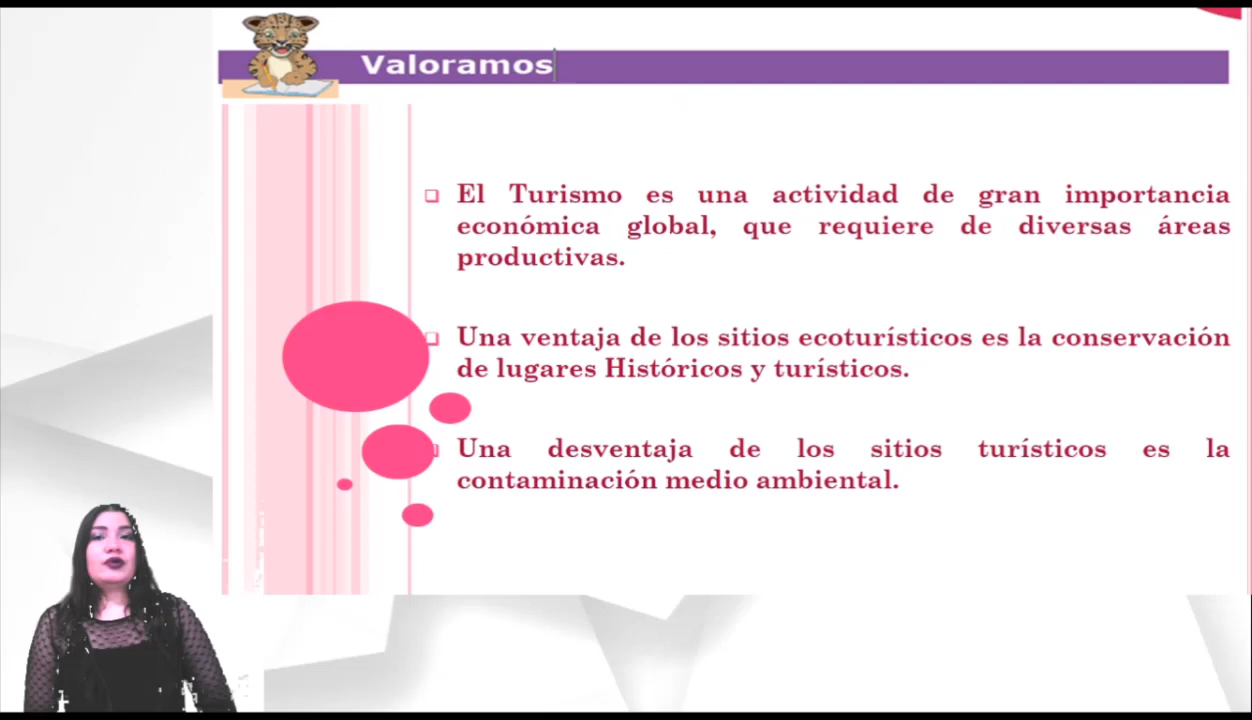 Valoramos
El Turismo es una actividad de gran importancia
económica global, que requiere de diversas áreas
productivas.
Una ventaja de los sitios ecoturísticos es la conservación
de lugares Históricos y turísticos.
Una desventaja de los sitios turísticos es la
contaminación medio ambiental.